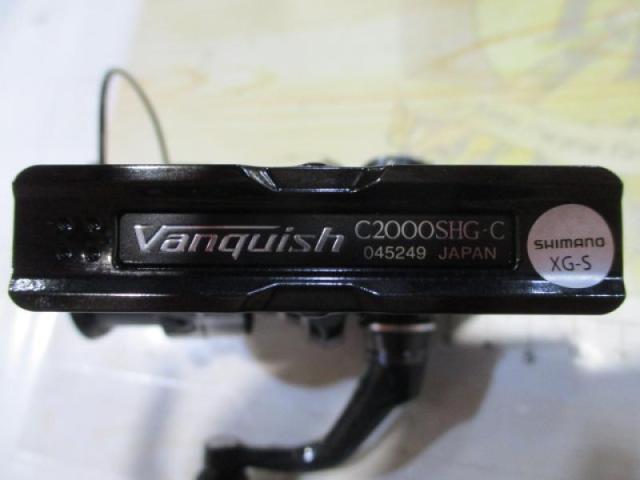 Vanquish C2000SHG-C
045249 JAPAN
SHIMANO
XG-S